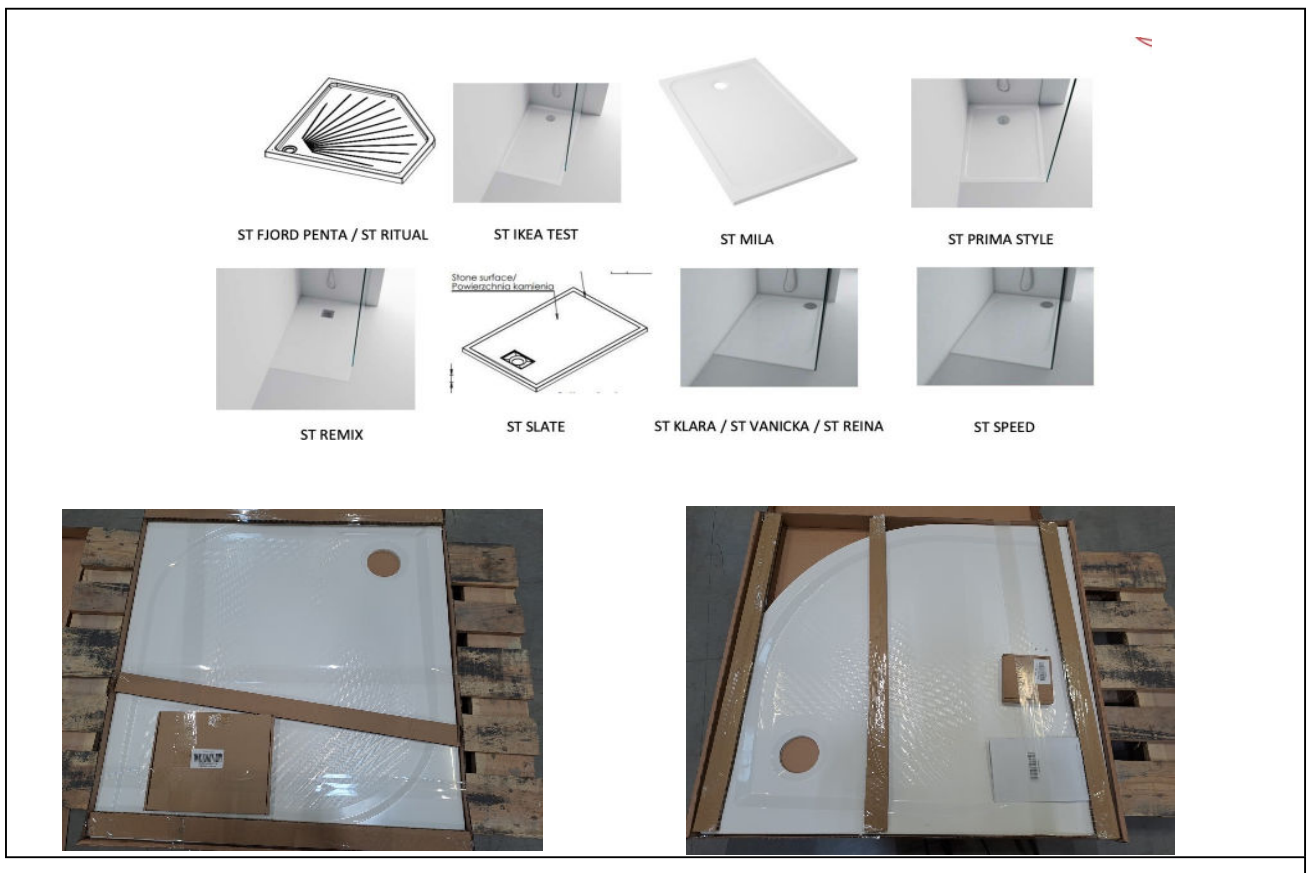 ST FJORD PENTA / ST RITUAL
ST IKEA TEST
ST MILA
ST PRIMA STYLE
Stone surface/
Powierzchnia kamienia
ST REMIX
ST SLATE
ST KLARA / ST VANICKA / ST REINA
ST SPEED